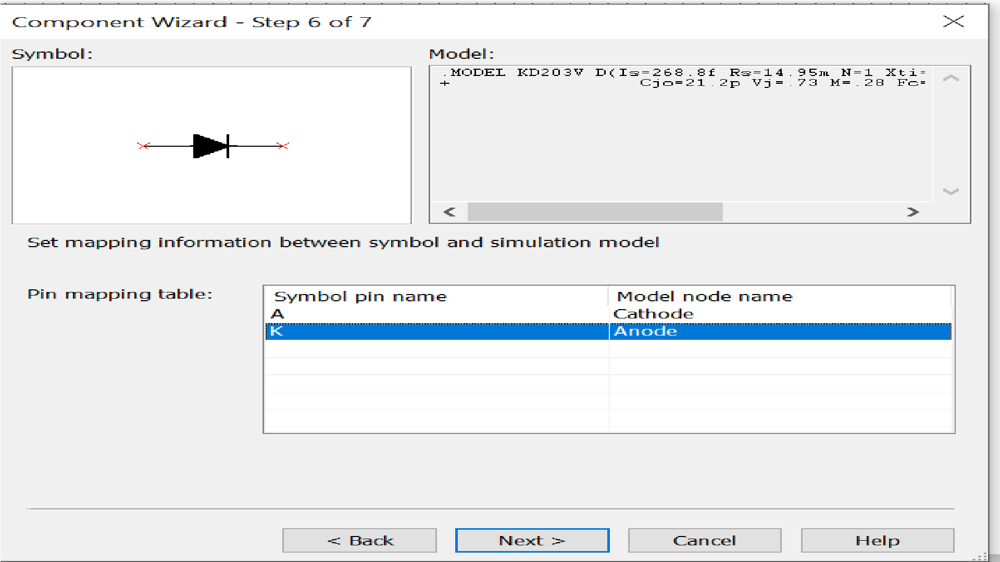 Component Wizard - Step 6 of 7
Symbol:
Model:
.MODEL KD203V D(Is=268.8f Rs=14.95m N=1 Xti=
+ Cjo=21.2p Vj=.73 M=.28 Fc=
Set mapping information between symbol and simulation model
Pin mapping table:
Symbol pin name Model node name
A Cathode
K Anode
< Back Next > Cancel Help